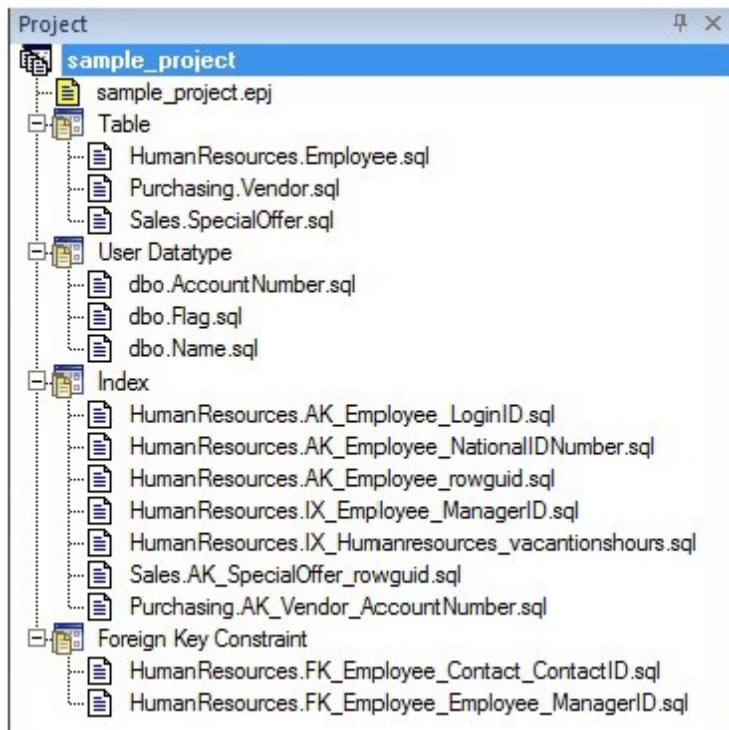 Project
sample_project
sample_project.epj
Table
HumanResources.Employee.sql
Purchasing.Vendor.sql
Sales.SpecialOffer.sql
User Datatype
dbo.AccountNumber.sql
dbo.Flag.sql
dbo.Name.sql
Index
HumanResources.AK_Employee_LoginID.sql
HumanResources.AK_Employee_NationalIDNumber.sql
HumanResources.AK_Employee_rowguid.sql
HumanResources.IX_Employee_ManagerID.sql
HumanResources.IX_Humanresources_vacantionshours.sql
Sales.AK_SpecialOffer_rowguid.sql
Purchasing.AK_Vendor_AccountNumber.sql
Foreign Key Constraint
HumanResources.FK_Employee_Contact_ContactID.sql
HumanResources.FK_Employee_Employee_ManagerID.sql